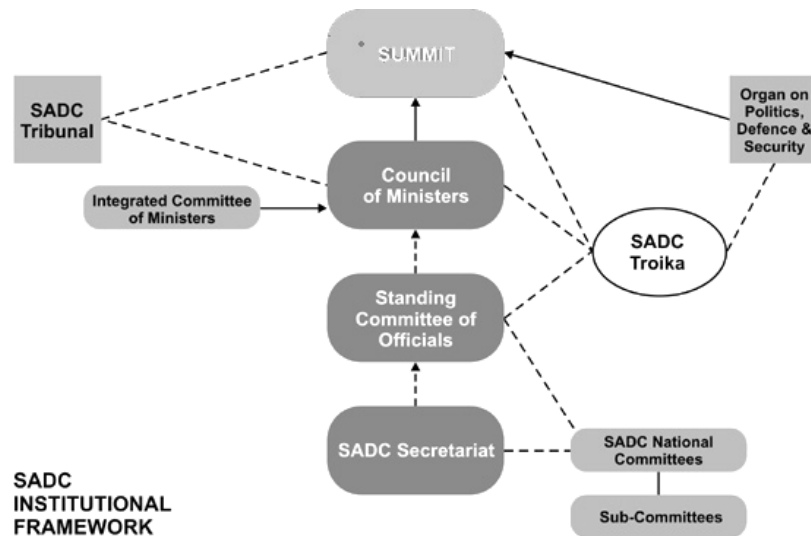 SUMMIT
SADC
Tribunal
Organ on
Politics,
Defence &
Security
Council
of Ministers
Integrated Committee
of Ministers
SADC
Troika
Standing
Committee of
Officials
SADC Secretariat
SADC National
Committees
Sub-Committees
SADC
INSTITUTIONAL
FRAMEWORK